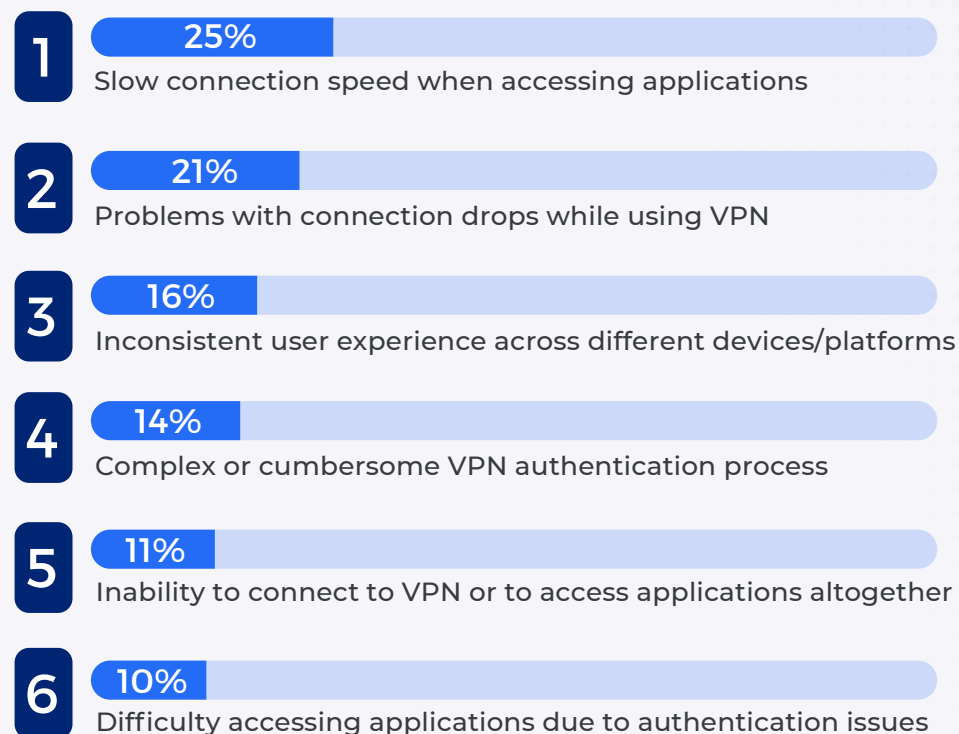 1
25%
Slow connection speed when accessing applications
2
21%
Problems with connection drops while using VPN
3
16%
Inconsistent user experience across different devices/platforms
4
14%
Complex or cumbersome VPN authentication process
5
11%
Inability to connect to VPN or to access applications altogether
6
10%
Difficulty accessing applications due to authentication issues